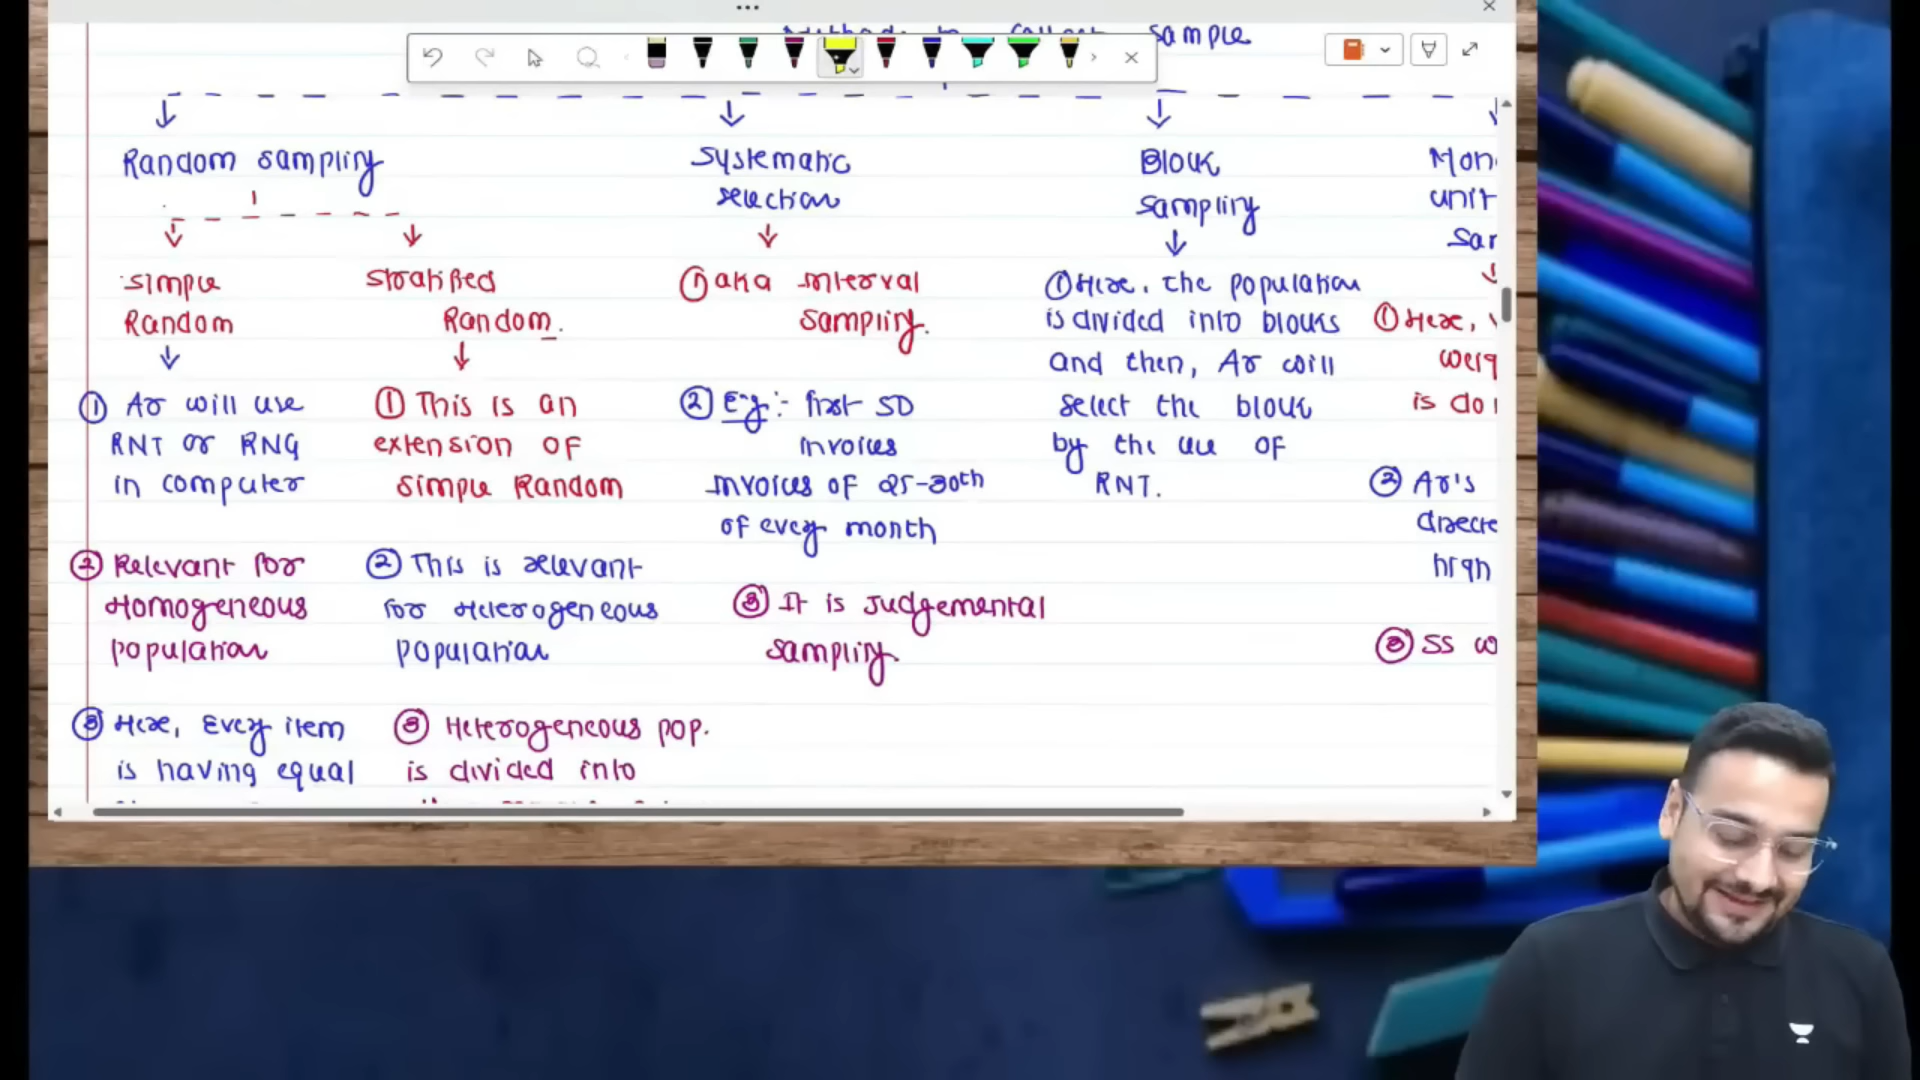 Methods to collect sample
Random sampling
Systematic
selection
Block
sampling
Mon
unit
sar
simple
Random
stratified
Random.
① aka interval
sampling.
① Here, the population
is divided into blocks
and then, Ar will
select the block
by the use of
RNT.
① Here,
weig
is do
① Ar will use
RNT or RNG
in computer
① This is an
extension of
simple Random
② Eg:- first 50
invoices
invoices of 25-30th
of every month
② Ar's
directe
high
② Relevant for
Homogeneous
population
② This is relevant
for Heterogeneous
population
③ It is Judgemental
sampling.
③ SS w
③ Here, Every item
is having equal
③ Heterogeneous pop.
is divided into